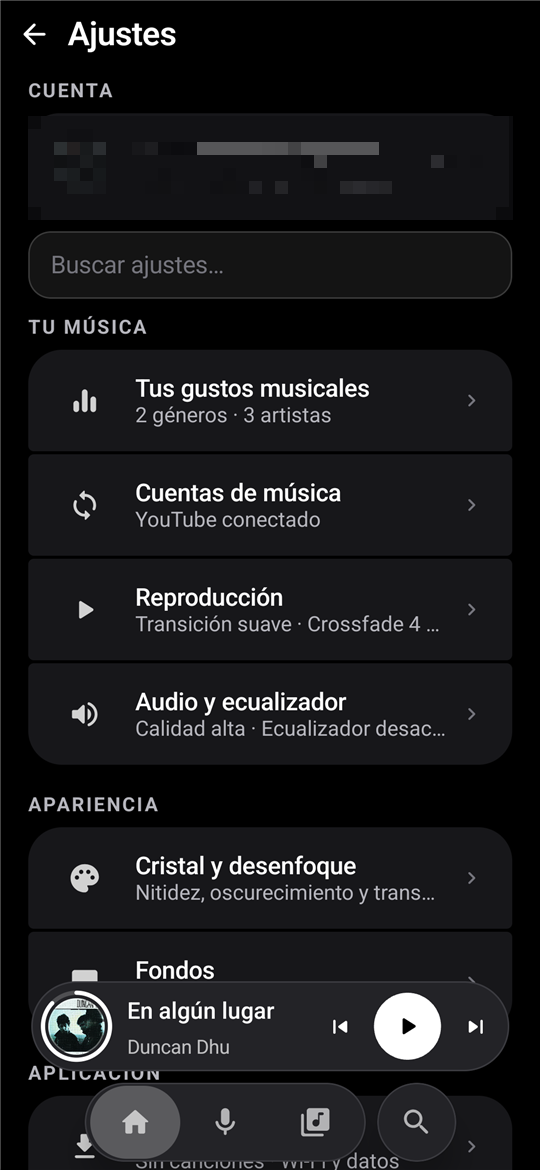 Ajustes
CUENTA
Buscar ajustes…
TU MÚSICA
Tus gustos musicales
2 géneros · 3 artistas
Cuentas de música
YouTube conectado
Reproducción
Transición suave · Crossfade 4 …
Audio y ecualizador
Calidad alta · Ecualizador desac…
APARIENCIA
Cristal y desenfoque
Nitidez, oscurecimiento y trans…
Fondos
En algún lugar
Duncan Dhu
APLICACIÓN
Sin canciones · Wi-Fi y datos